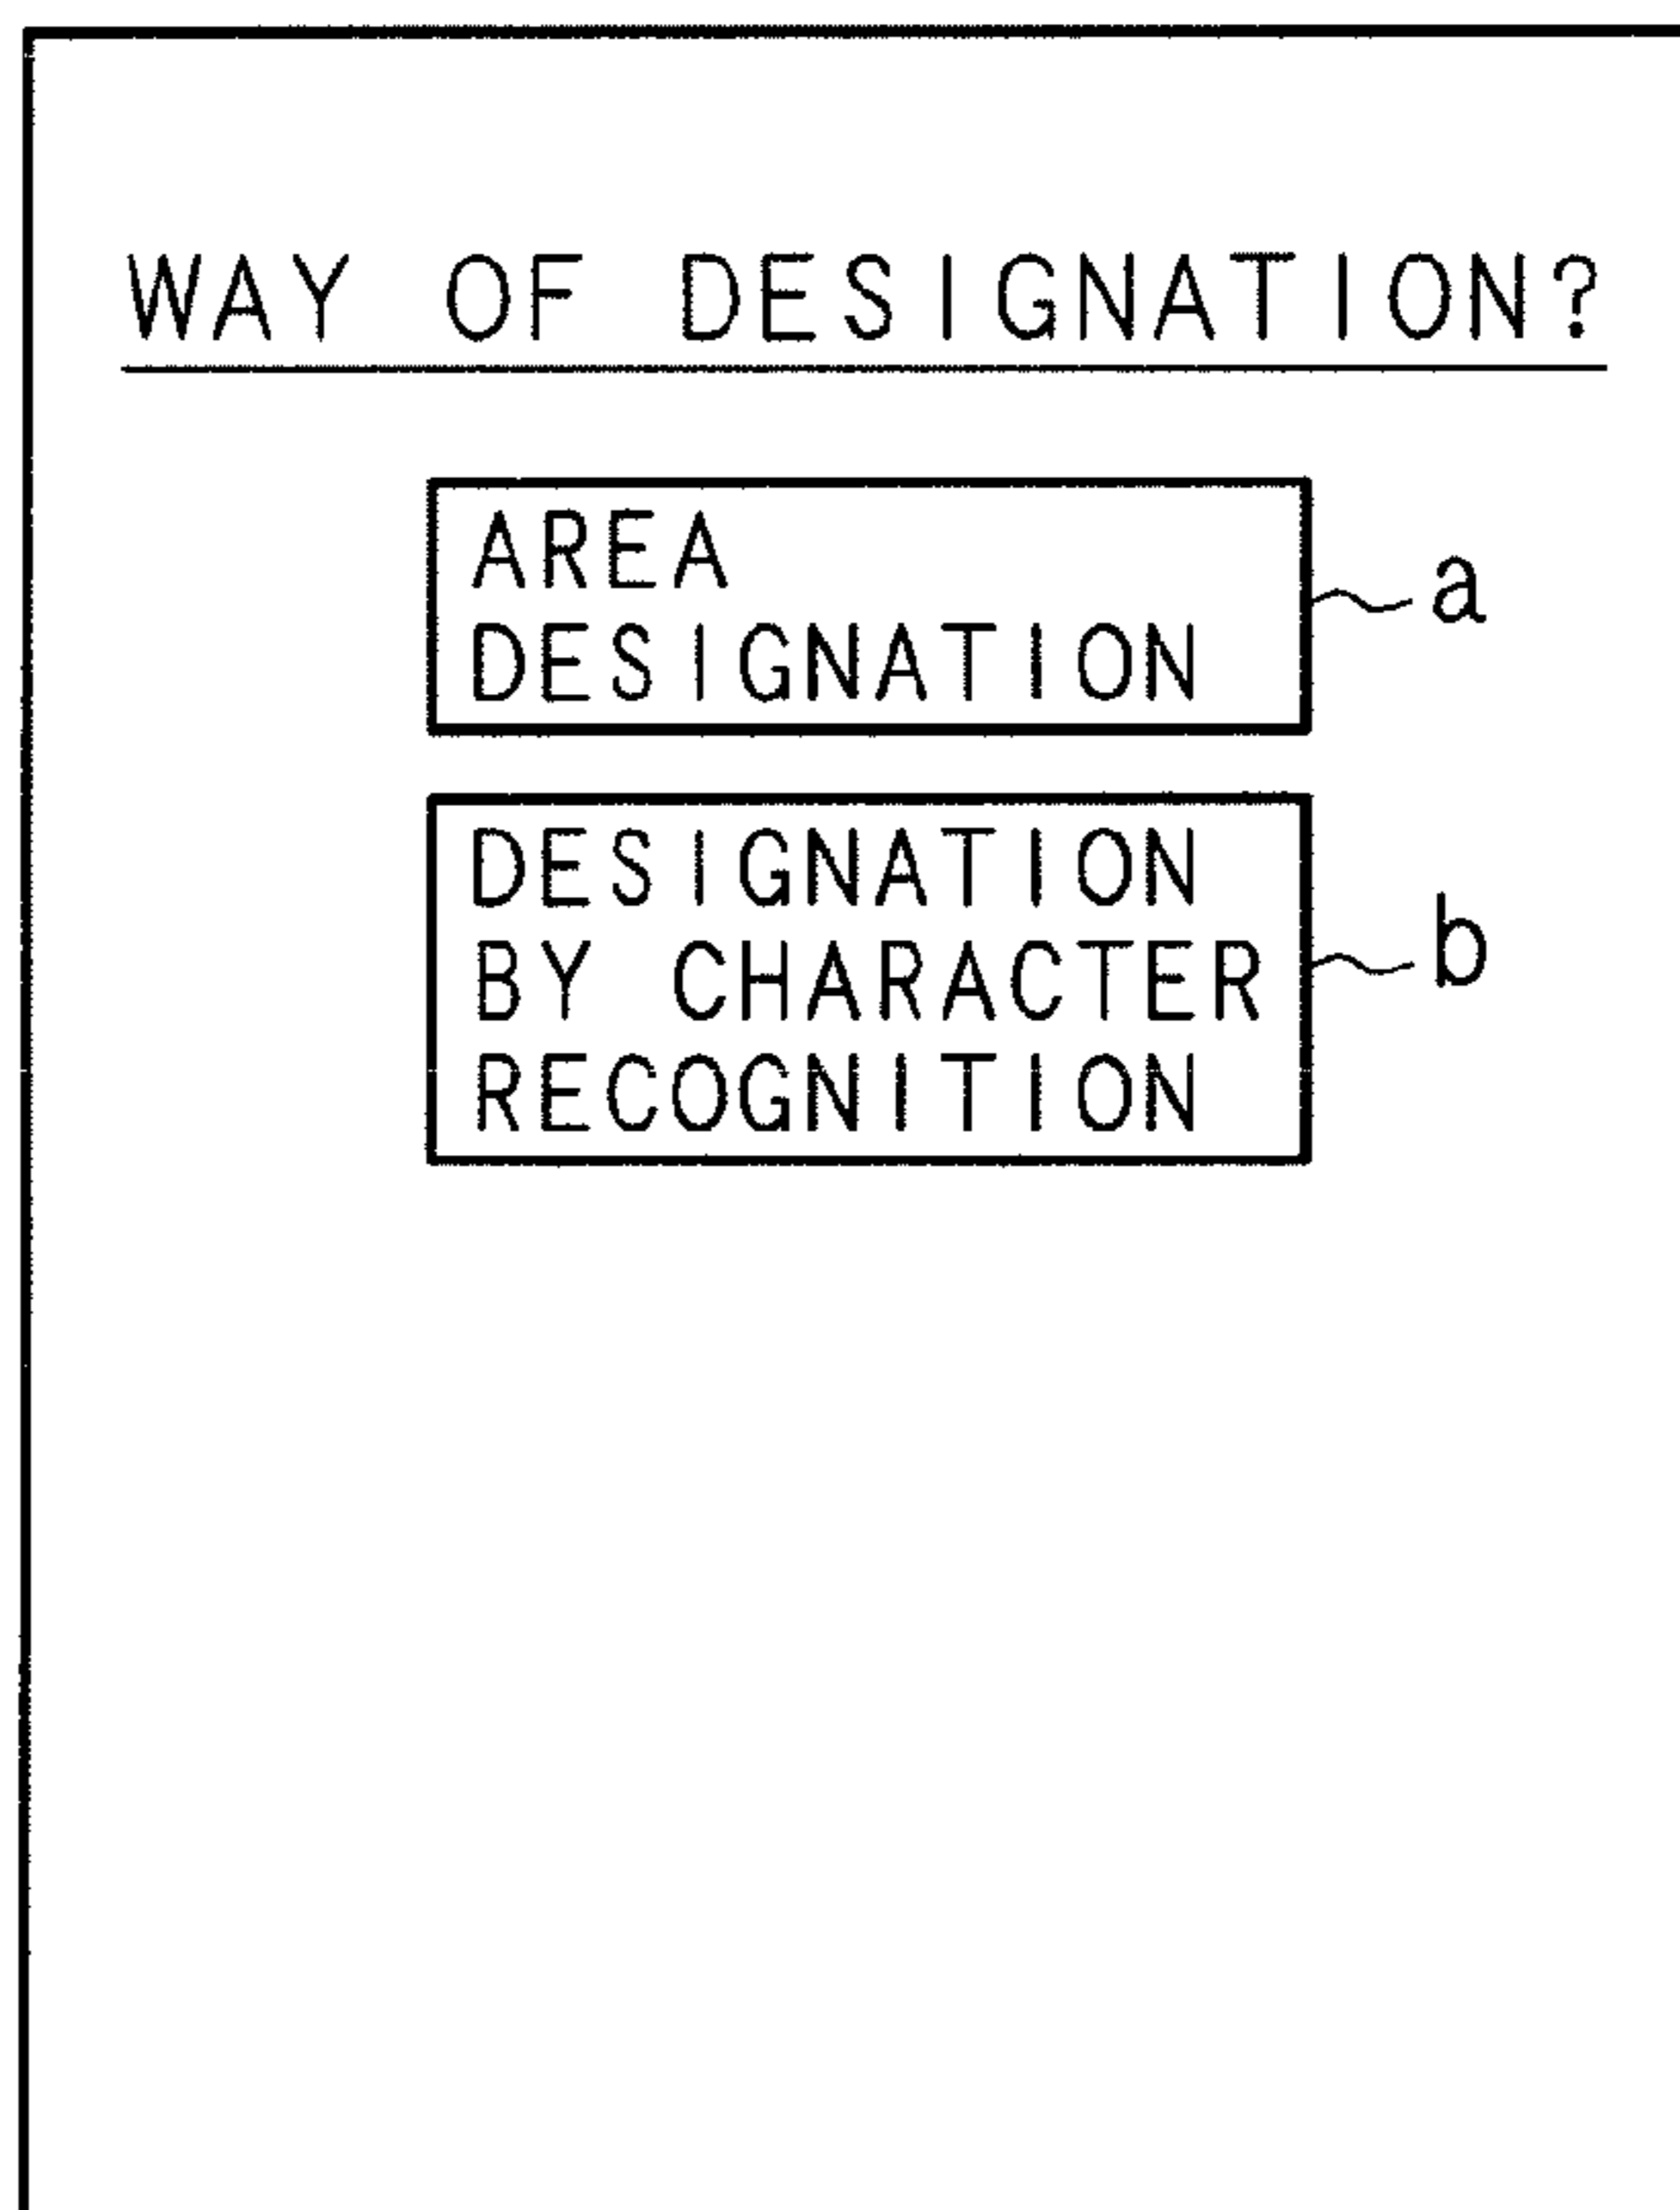 WAY OF DESIGNATION?
AREA
DESIGNATION
a
DESIGNATION
BY CHARACTER
RECOGNITION
b